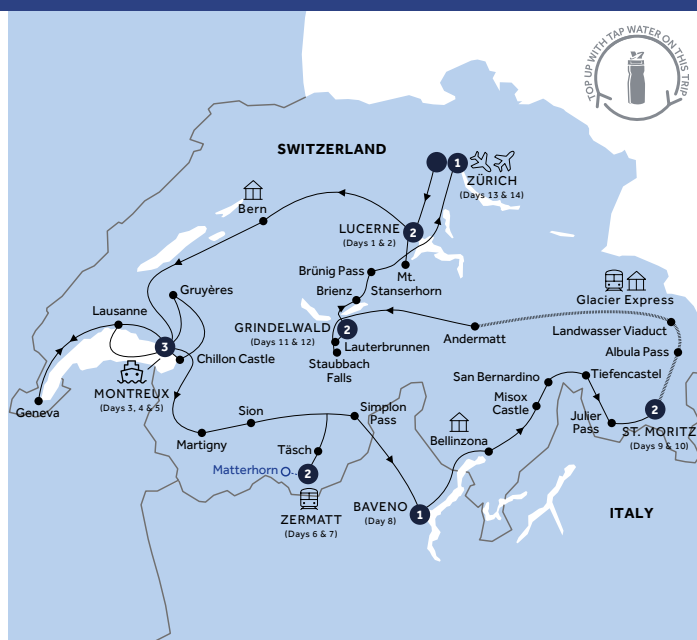 TOP UP WITH TAP WATER ON THIS TRIP
SWITZERLAND
1
ZÜRICH
(Days 13 & 14)
Bern
LUCERNE
(Days 1 & 2)
2
Brünig Pass
Mt.
Stanserhorn
Gruyères
Brienz
Glacier Express
Lausanne
GRINDELWALD
(Days 11 & 12)
2
Landwasser Viaduct
Andermatt
Lauterbrunnen
3
Chillon Castle
Staubbach
Falls
Albula Pass
MONTREUX
(Days 3, 4 & 5)
Geneva
San Bernardino
Tiefencastel
Misox
Castle
Simplon
Pass
Sion
Julier
Pass
2
ST. MORITZ
(Days 9 & 10)
Martigny
Bellinzona
Täsch
Matterhorn
2
ZERMATT
(Days 6 & 7)
BAVENO
(Day 8)
1
ITALY